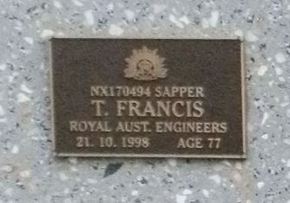 NX170494 SAPPER
T. FRANCIS
ROYAL AUST. ENGINEERS
21. 10. 1998 AGE 77